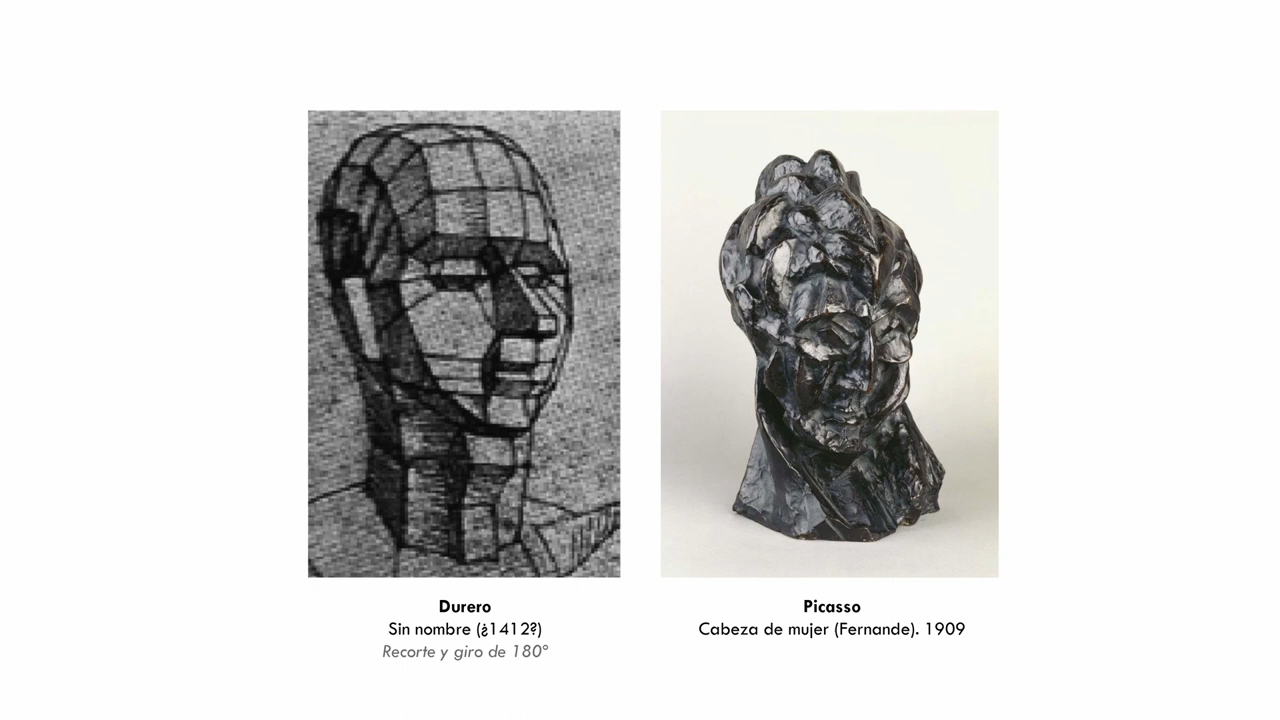 Durero
Sin nombre (¿1412?)
Recorte y giro de 180º
Picasso
Cabeza de mujer (Fernande). 1909